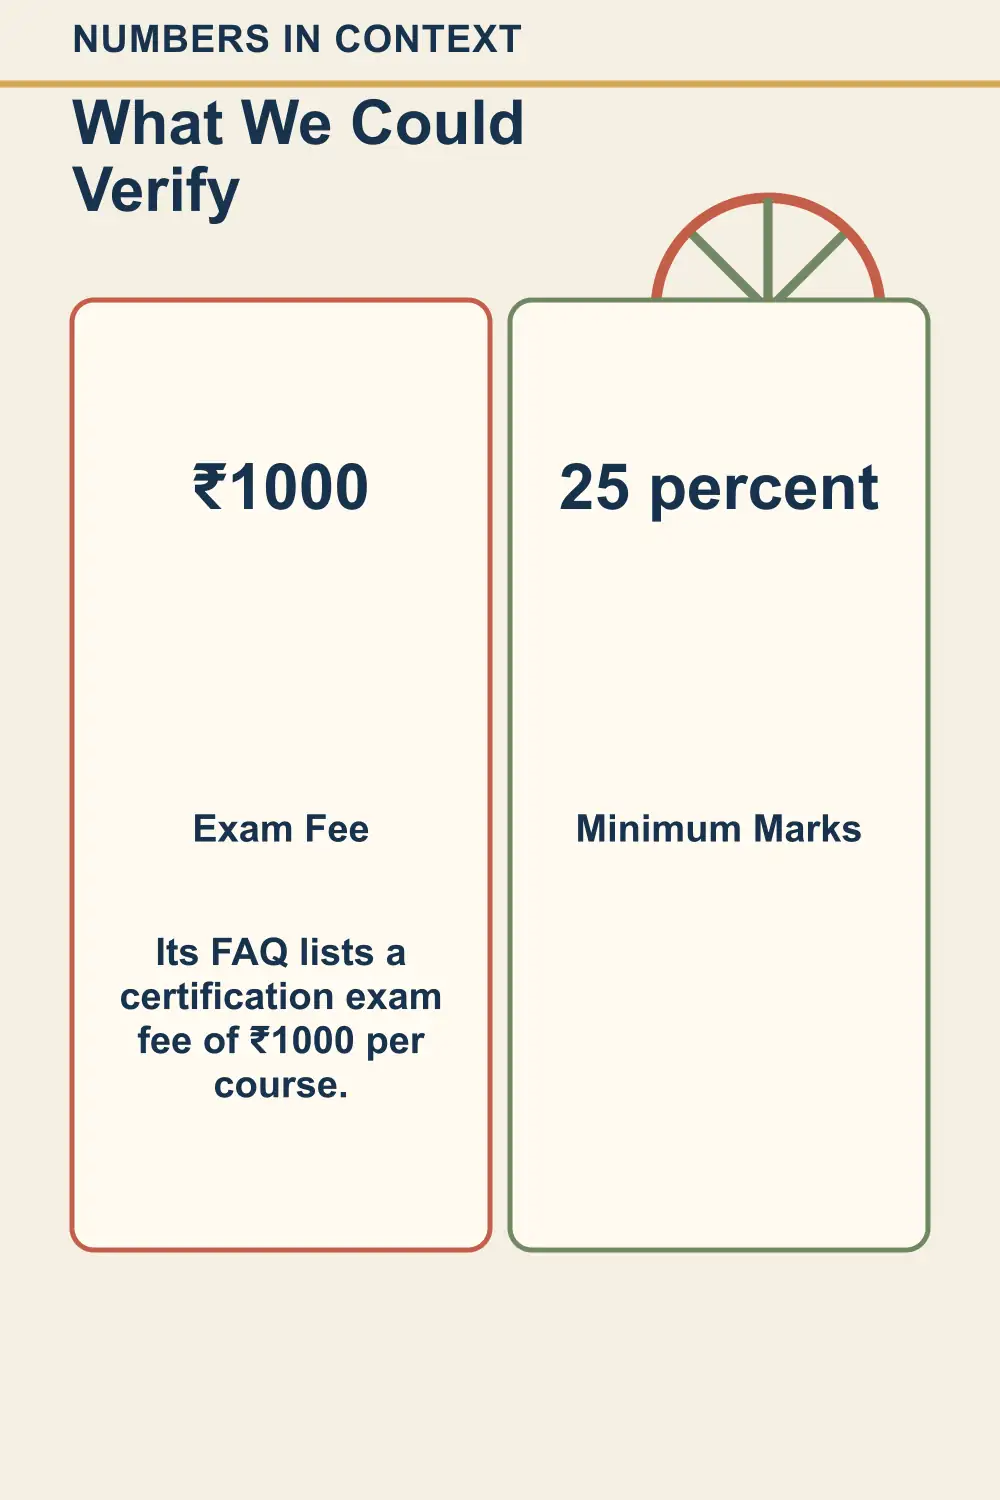 NUMBERS IN CONTEXT
What We Could
Verify
₹1000
Exam Fee
Its FAQ lists a
certification exam
fee of ₹1000 per
course.
25 percent
Minimum Marks